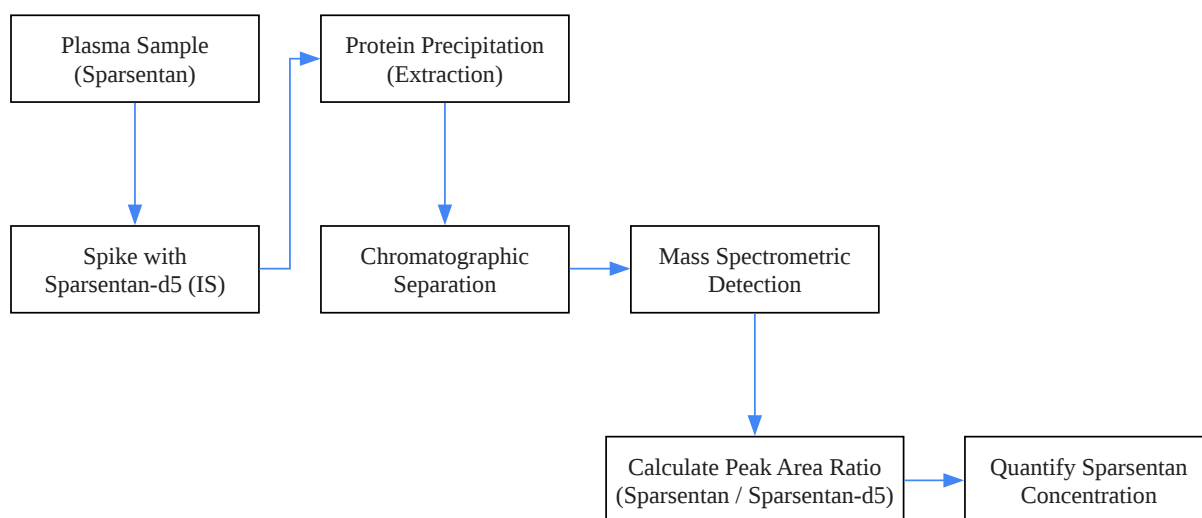 Plasma Sample
(Sparsentan)
Spike with
Sparsentan-d5 (IS)
Protein Precipitation
(Extraction)
Chromatographic
Separation
Mass Spectrometric
Detection
Calculate Peak Area Ratio
(Sparsentan / Sparsentan-d5)
Quantify Sparsentan
Concentration